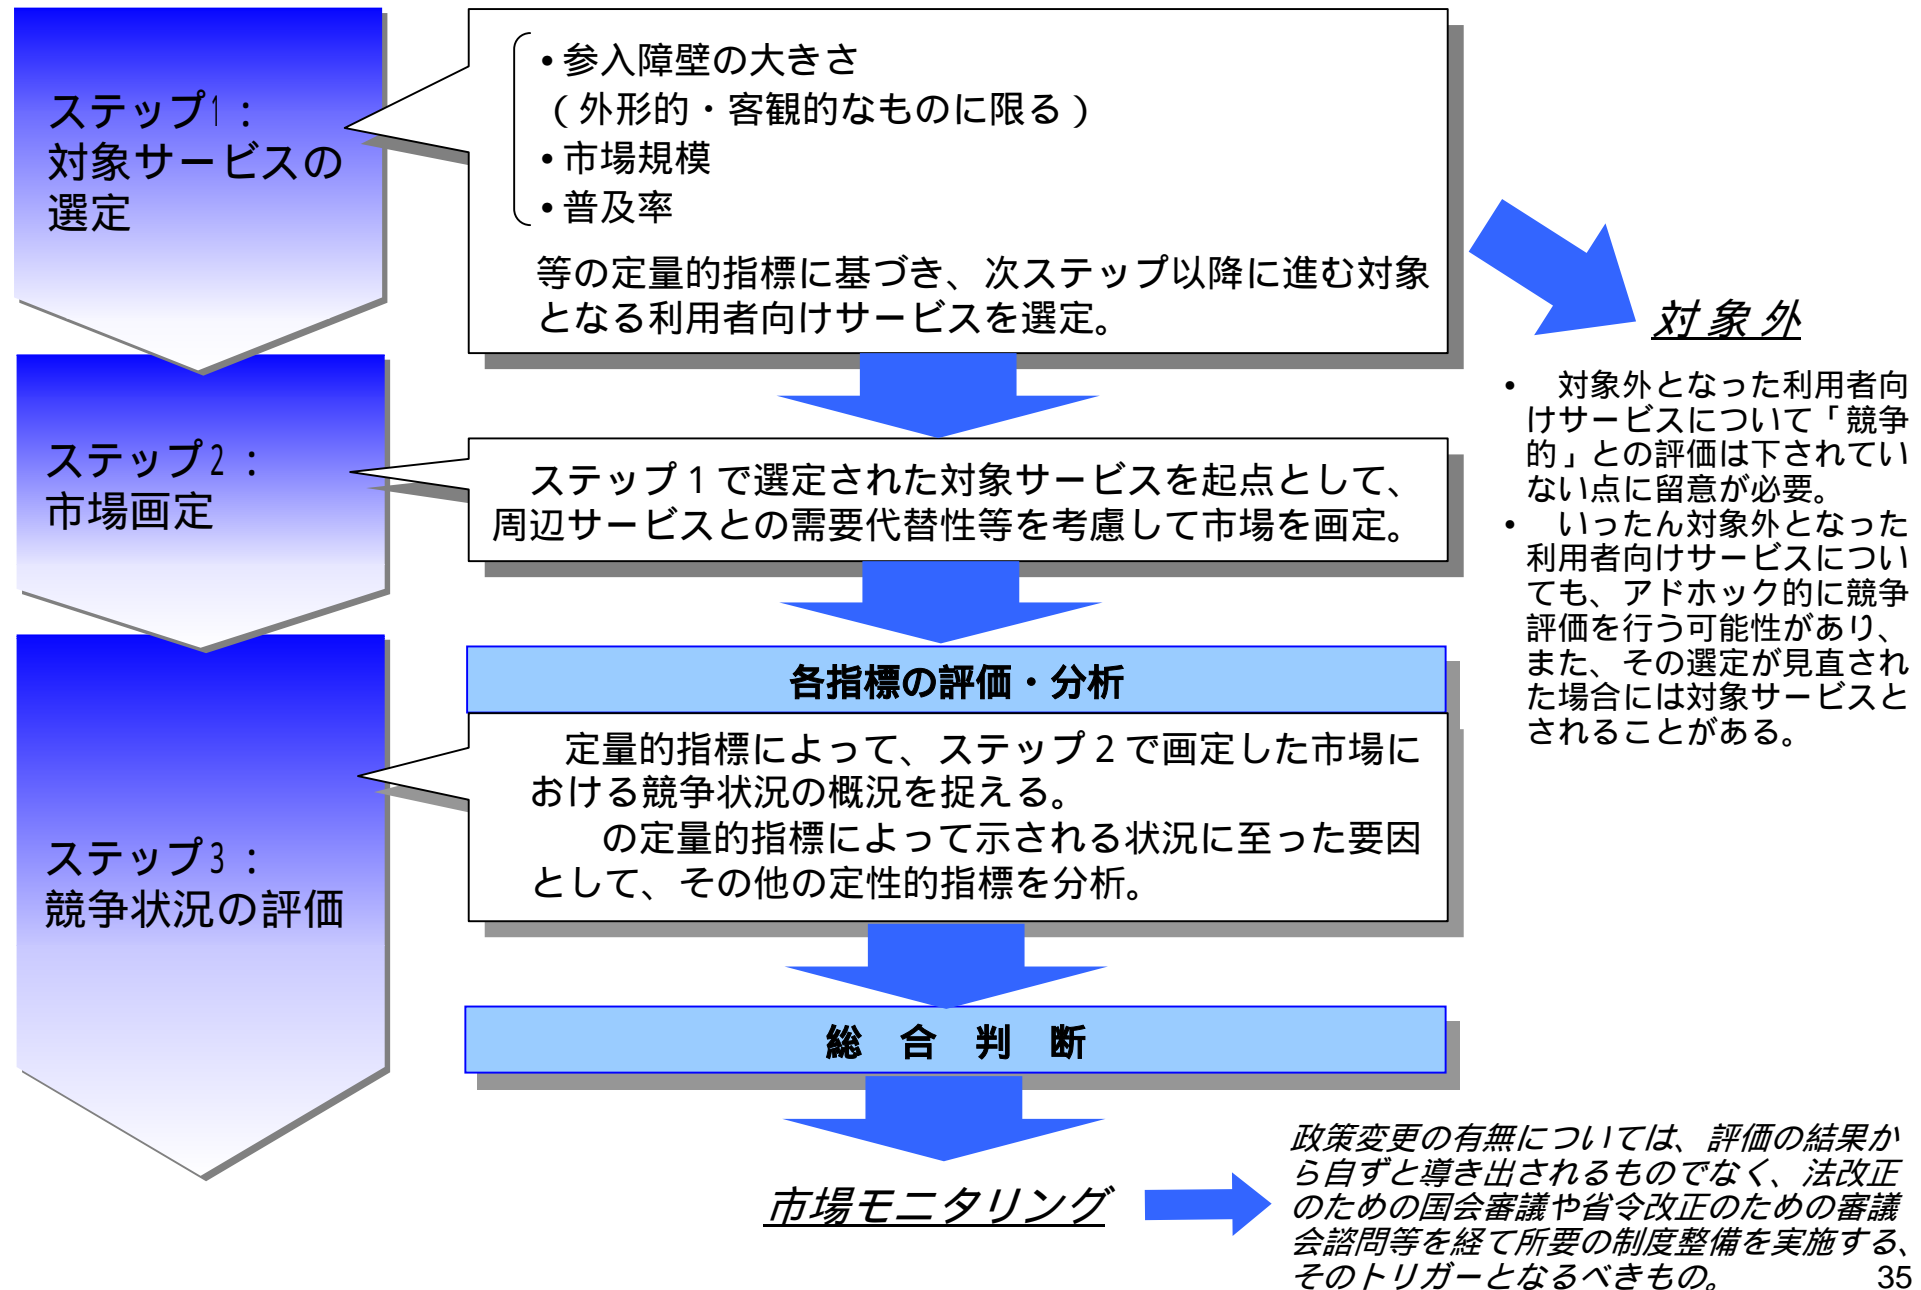 ステップ1：
対象サービスの
選定
•参入障壁の大きさ
（外形的・客観的なものに限る）
•市場規模
•普及率
等の定量的指標に基づき、次ステップ以降に進む対象
となる利用者向けサービスを選定。
対象外
• 対象外となった利用者向
けサービスについて「競争
的」との評価は下されてい
ない点に留意が必要。
• いったん対象外となった
利用者向けサービスについ
ても、アドホック的に競争
評価を行う可能性があり、
また、その選定が見直され
た場合には対象サービスと
されることがある。
ステップ2：
市場画定
ステップ１で選定された対象サービスを起点として、
周辺サービスとの需要代替性等を考慮して市場を画定。
ステップ3：
競争状況の評価
各指標の評価・分析
定量的指標によって、ステップ２で画定した市場に
おける競争状況の概況を捉える。
の定量的指標によって示される状況に至った要因
として、その他の定性的指標を分析。
総　合　判　断
市場モニタリング
政策変更の有無については、評価の結果か
ら自ずと導き出されるものでなく、法改正
のための国会審議や省令改正のための審議
会諮問等を経て所要の制度整備を実施する、
そのトリガーとなるべきもの。
35